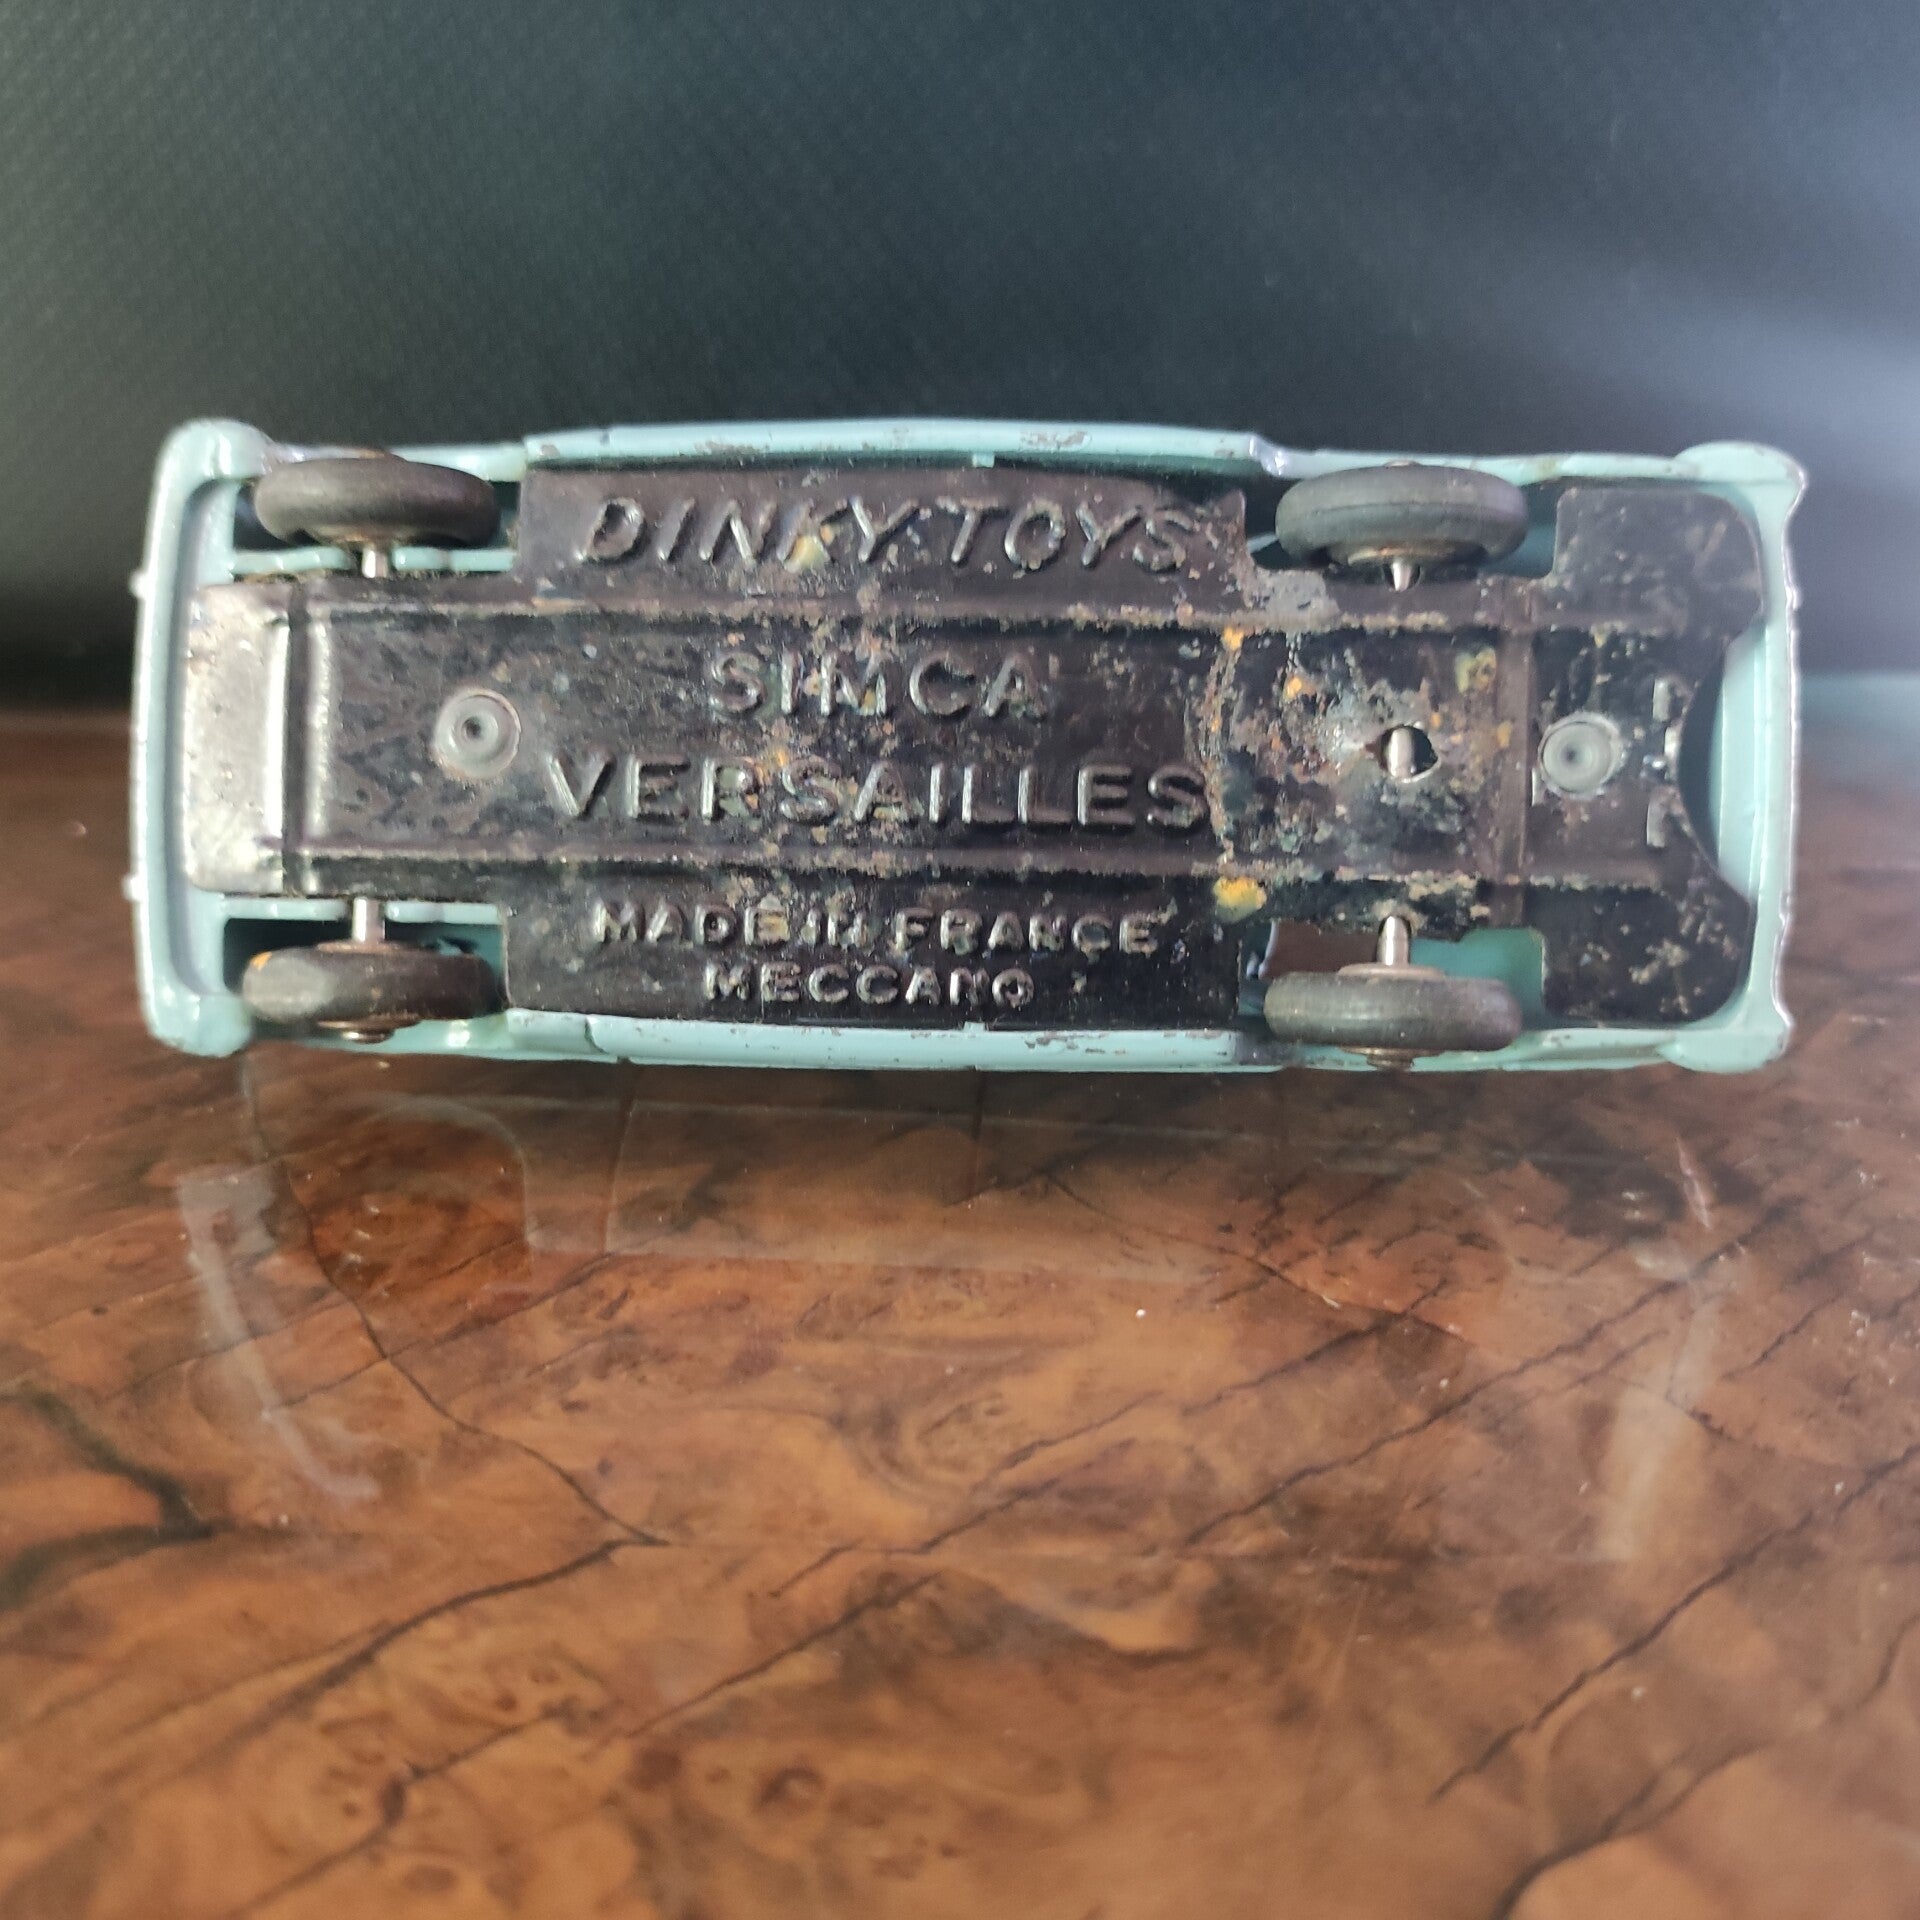 DINKY TOYS
SIMCA
VERSAILLES
MADE IN FRANCE
MECCANO